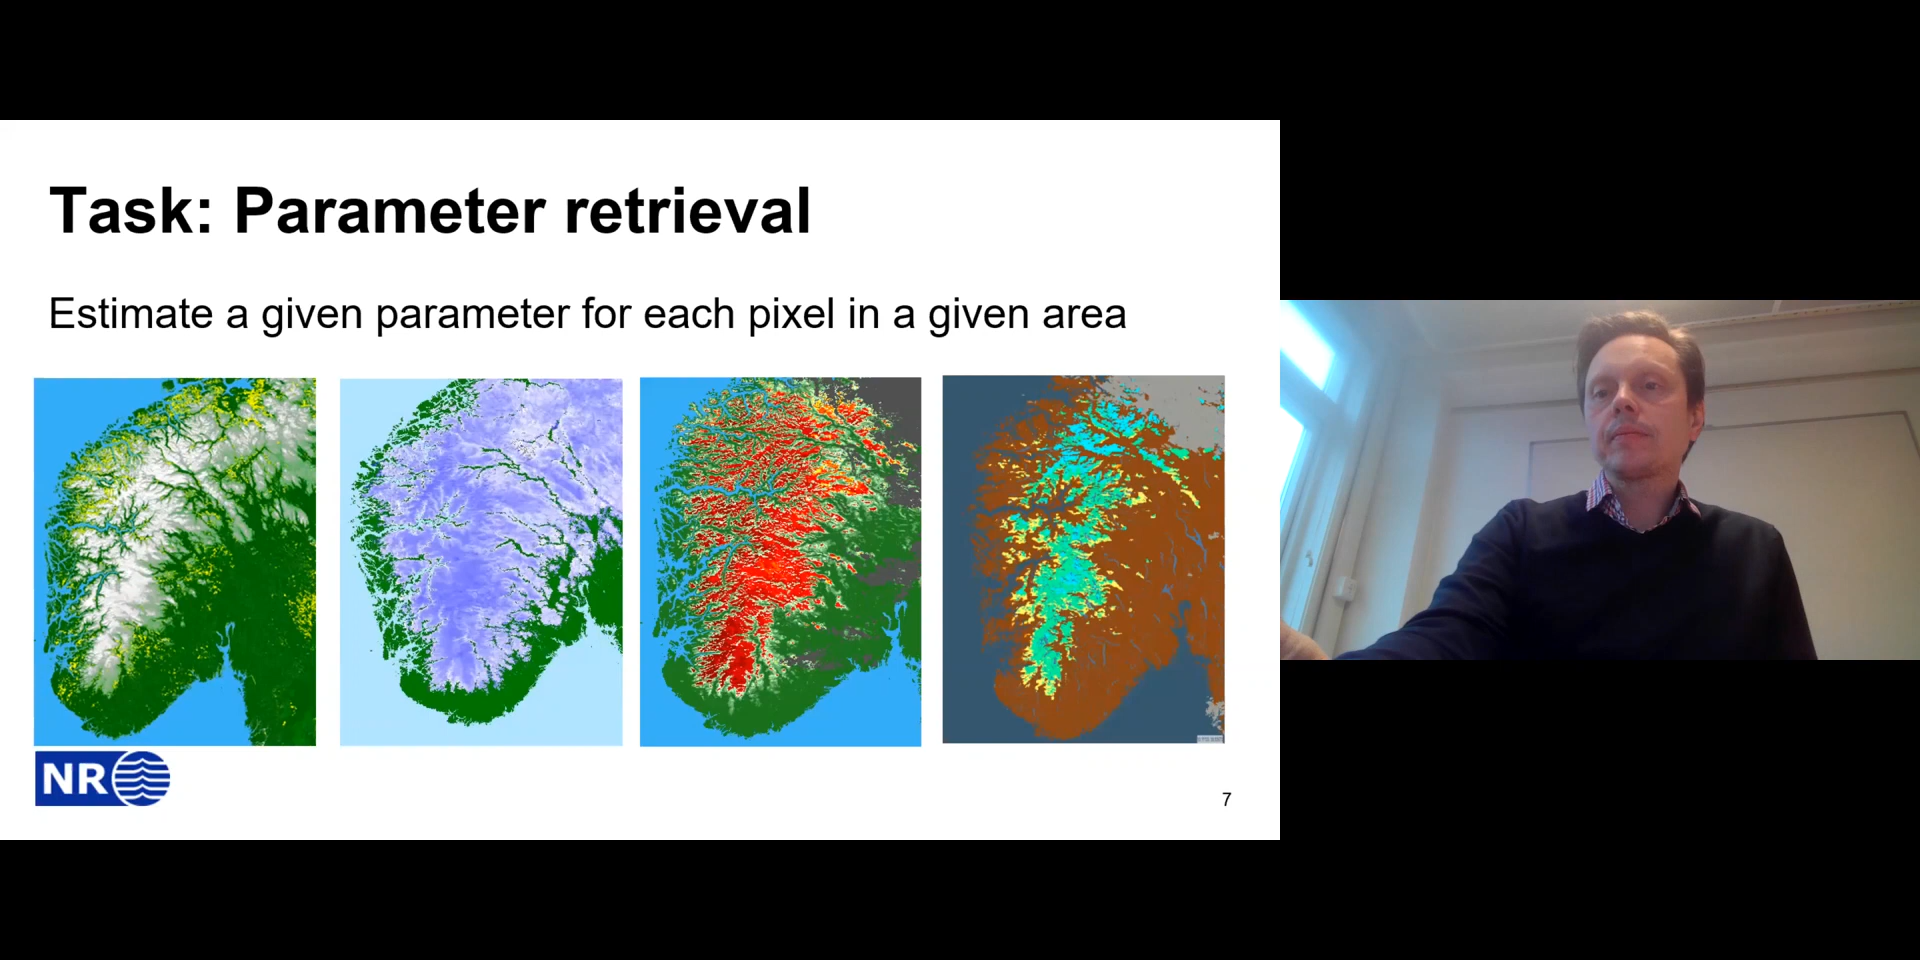 Task: Parameter retrieval
Estimate a given parameter for each pixel in a given area
NR
7